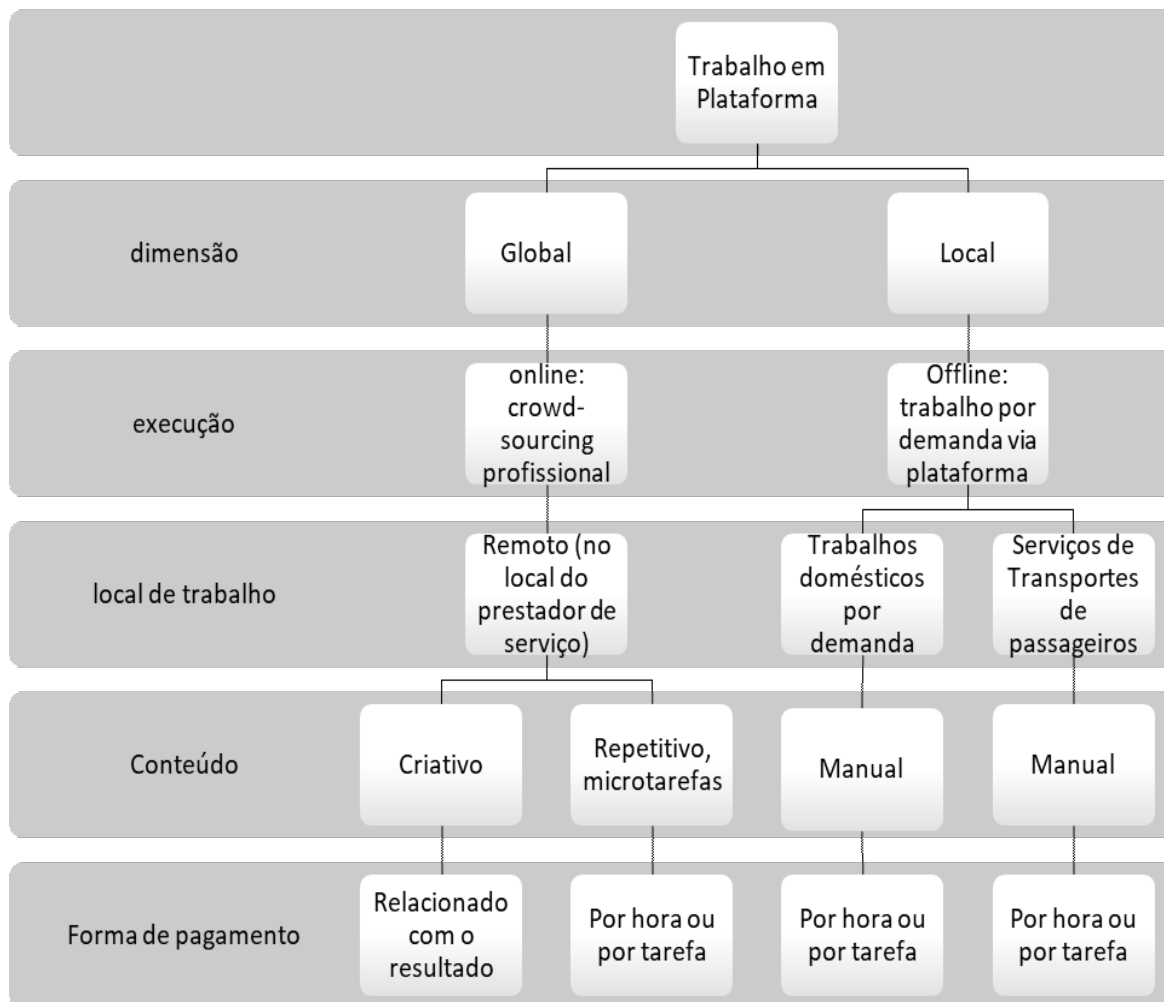 Trabalho em
Plataforma
dimensão
Global
Local
execução
online:
crowd-
sourcing
profissional
Offline:
trabalho por
demanda via
plataforma
local de trabalho
Remoto (no
local do
prestador de
serviço)
Trabalhos
domésticos
por
demanda
Serviços de
Transportes
de
passageiros
Conteúdo
Criativo
Repetitivo,
microtarefas
Manual
Manual
Forma de pagamento
Relacionado
com o
resultado
Por hora ou
por tarefa
Por hora ou
por tarefa
Por hora ou
por tarefa